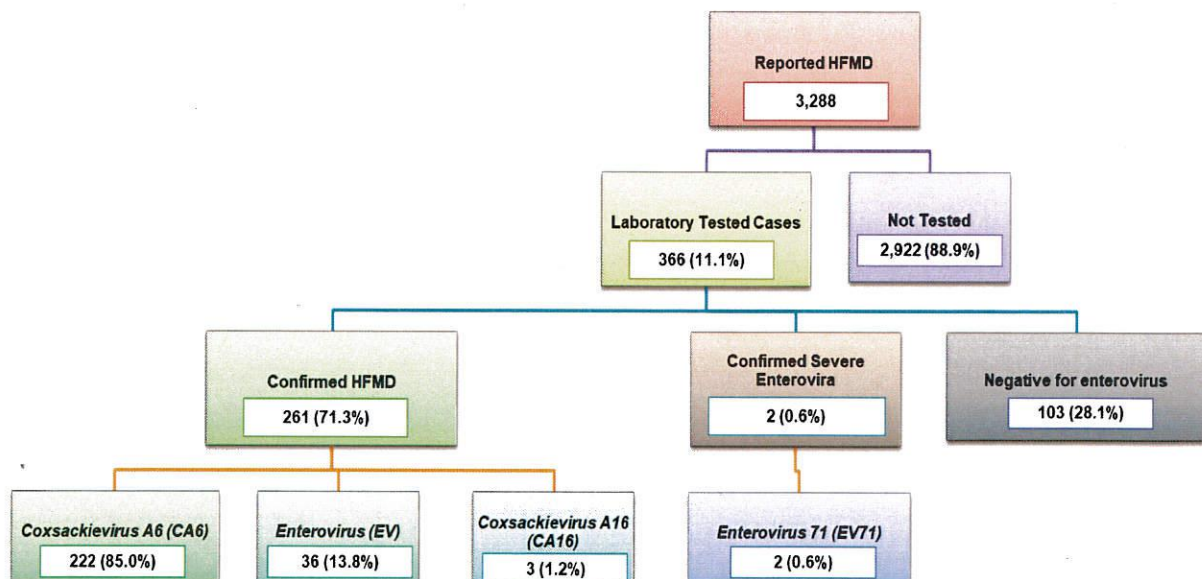 Reported HFMD
3,288
Laboratory Tested Cases
366 (11.1%)
Not Tested
2,922 (88.9%)
Confirmed HFMD
261 (71.3%)
Confirmed Severe
Enterovira
2 (0.6%)
Negative for enterovirus
103 (28.1%)
Coxsackievirus A6 (CA6)
222 (85.0%)
Enterovirus (EV)
36 (13.8%)
Coxsackievirus A16
(CA16)
3 (1.2%)
Enterovirus 71 (EV71)
2 (0.6%)